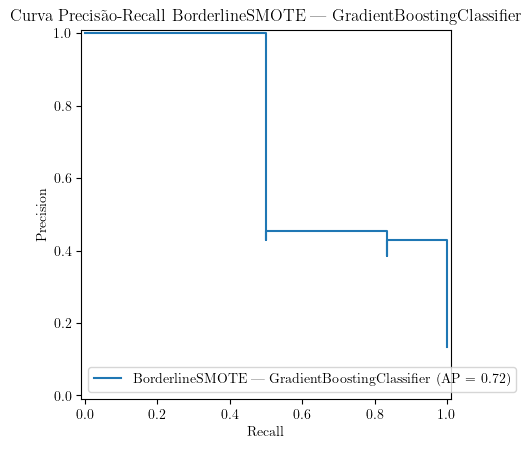 Curva Precisão-Recall BorderlineSMOTE — GradientBoostingClassifier
1.0
0.8
0.6
0.4
0.2
0.0
Precision
BorderlineSMOTE — GradientBoostingClassifier (AP = 0.72)
0.0 0.2 0.4 0.6 0.8 1.0
Recall